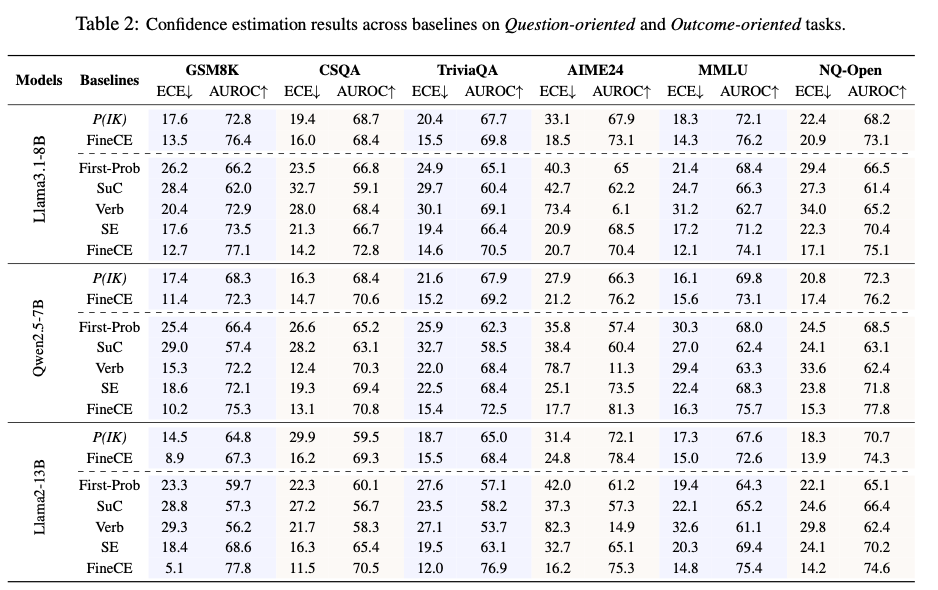 Table 2: Confidence estimation results across baselines on Question-oriented and Outcome-oriented tasks.
Models Baselines GSM8K CSQA TriviaQA AIME24 MMLU NQ-Open
ECE↓ AUROC↑ ECE↓ AUROC↑ ECE↓ AUROC↑ ECE↓ AUROC↑ ECE↓ AUROC↑ ECE↓ AUROC↑
Llama3.1-8B
P(IK) 17.6 72.8 19.4 68.7 20.4 67.7 33.1 67.9 18.3 72.1 22.4 68.2
FineCE 13.5 76.4 16.0 68.4 15.5 69.8 18.5 73.1 14.3 76.2 20.9 73.1
First-Prob 26.2 66.2 23.5 66.8 24.9 65.1 40.3 65 21.4 68.4 29.4 66.5
SuC 28.4 62.0 32.7 59.1 29.7 60.4 42.7 62.2 24.7 66.3 27.3 61.4
Verb 20.4 72.9 28.0 68.4 30.1 69.1 73.4 6.1 31.2 62.7 34.0 65.2
SE 17.6 73.5 21.3 66.7 19.4 66.4 20.9 68.5 17.2 71.2 22.3 70.4
FineCE 12.7 77.1 14.2 72.8 14.6 70.5 20.7 70.4 12.1 74.1 17.1 75.1
Qwen2.5-7B
P(IK) 17.4 68.3 16.3 68.4 21.6 67.9 27.9 66.3 16.1 69.8 20.8 72.3
FineCE 11.4 72.3 14.7 70.6 15.2 69.2 21.2 76.2 15.6 73.1 17.4 76.2
First-Prob 25.4 66.4 26.6 65.2 25.9 62.3 35.8 57.4 30.3 68.0 24.5 68.5
SuC 29.0 57.4 28.2 63.1 32.7 58.5 38.4 60.4 27.0 62.4 24.1 63.1
Verb 15.3 72.2 12.4 70.3 22.0 68.4 78.7 11.3 29.4 63.3 33.6 62.4
SE 18.6 72.1 19.3 69.4 22.5 68.4 25.1 73.5 22.4 68.3 23.8 71.8
FineCE 10.2 75.3 13.1 70.8 15.4 72.5 17.7 81.3 16.3 75.7 15.3 77.8
Llama2-13B
P(IK) 14.5 64.8 29.9 59.5 18.7 65.0 31.4 72.1 17.3 67.6 18.3 70.7
FineCE 8.9 67.3 16.2 69.3 15.5 68.4 24.8 78.4 15.0 72.6 13.9 74.3
First-Prob 23.3 59.7 22.3 60.1 27.6 57.1 42.0 61.2 19.4 64.3 22.1 65.1
SuC 28.8 57.3 27.2 56.7 23.5 58.2 37.3 57.3 22.1 65.2 24.6 66.4
Verb 29.3 56.2 21.7 58.3 27.1 53.7 82.3 14.9 32.6 61.1 29.8 62.4
SE 18.4 68.6 16.3 65.4 19.5 63.1 32.7 65.1 20.3 69.4 24.1 70.2
FineCE 5.1 77.8 11.5 70.5 12.0 76.9 16.2 75.3 14.8 75.4 14.2 74.6